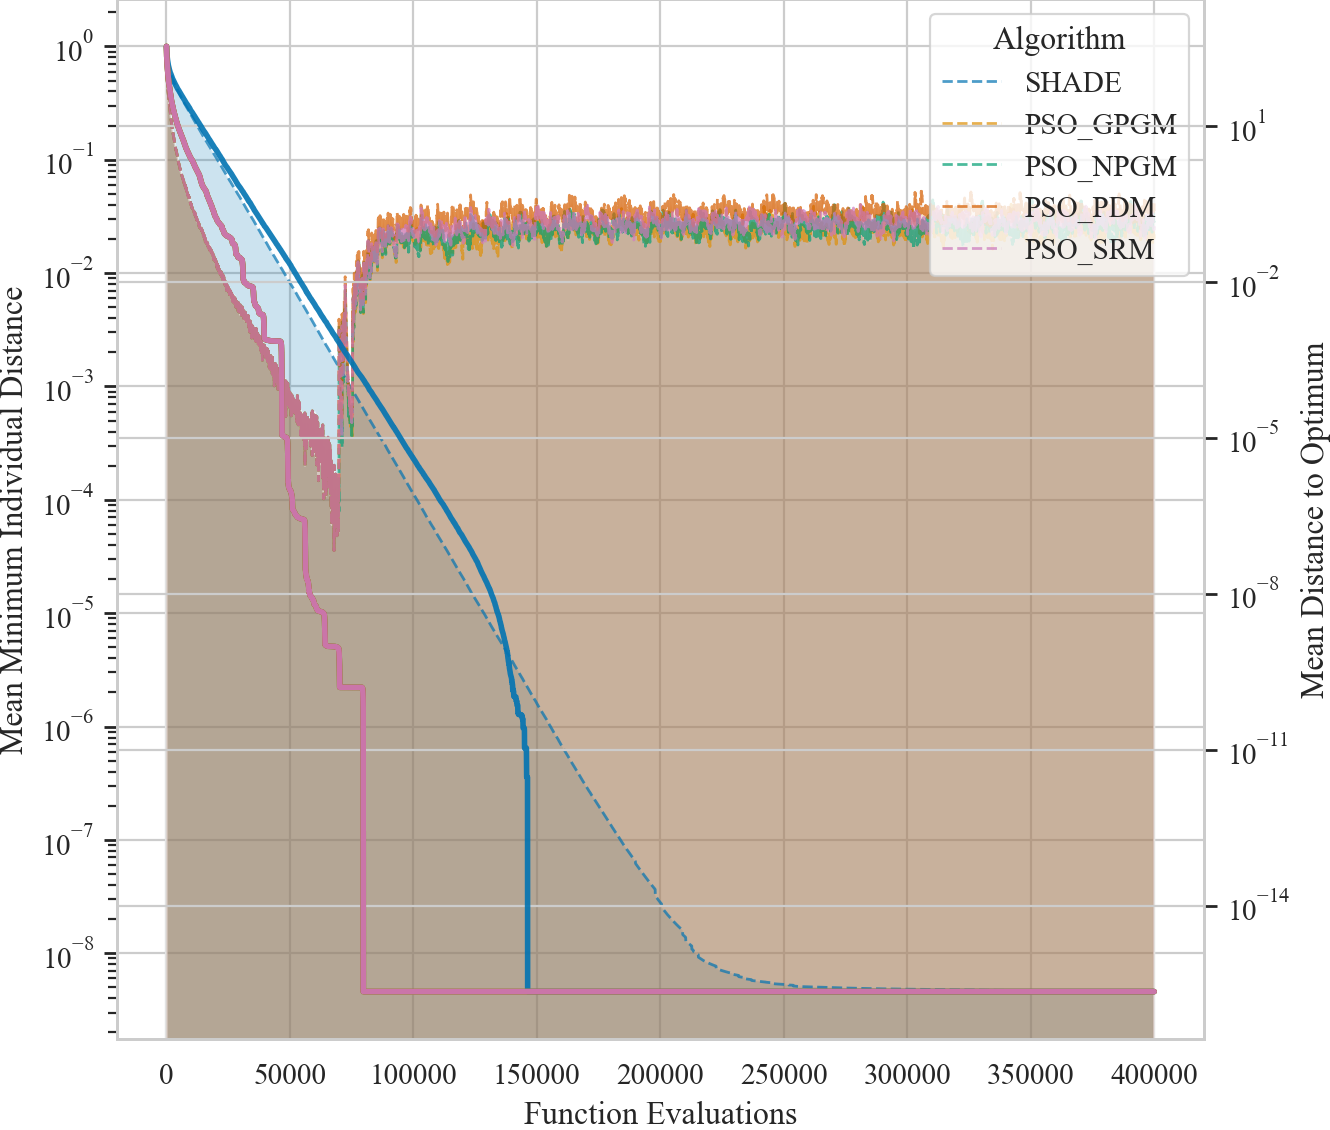 Algorithm
SHADE
PSO_GPGM
PSO_NPGM
PSO_PDM
PSO_SRM
Mean Minimum Individual Distance
10^0
10^−1
10^−2
10^−3
10^−4
10^−5
10^−6
10^−7
10^−8
Mean Distance to Optimum
10^1
10^−2
10^−5
10^−8
10^−11
10^−14
0 50000 100000 150000 200000 250000 300000 350000 400000
Function Evaluations